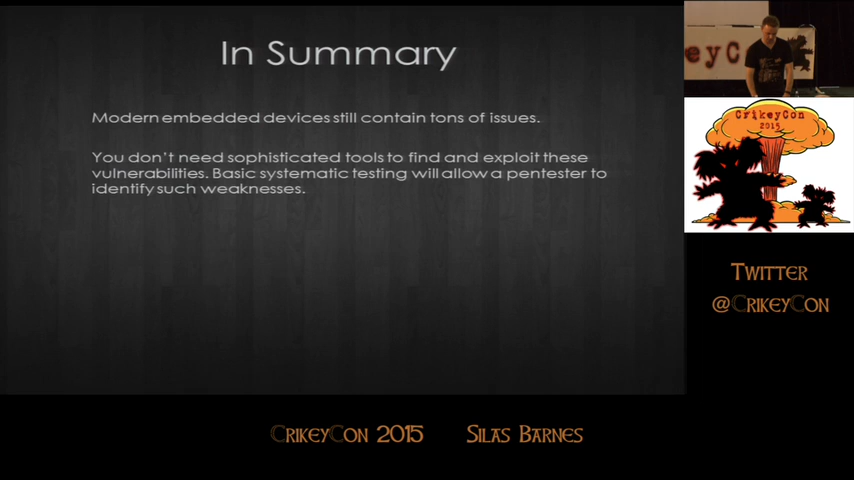 In Summary
Modern embedded devices still contain tons of issues.
You don't need sophisticated tools to find and exploit these
vulnerabilities. Basic systematic testing will allow a pentester to
identify such weaknesses.
eyC
CrikeyCon
2015
Twitter
@CrikeyCon
CrikeyCon 2015
Silas Barnes